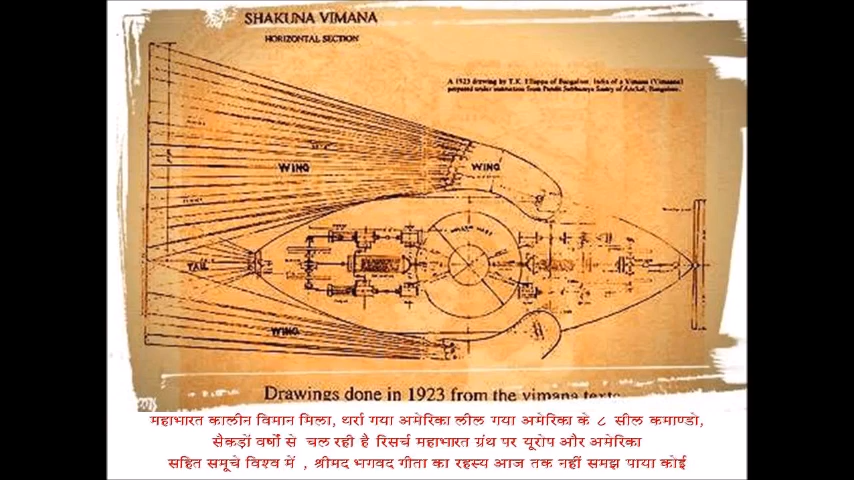 SHAKUNA VIMANA
HORIZONTAL SECTION
A 1923 drawing by T.K. Ellappa of Bangalore, India of a Vimana (Vimanas)
prepared under instruction from Pandit Subbaraya Sastry of Anekal, Bangalore.
WING
WING
TAIL
WING
Drawings done in 1923 from the vimana texts
महाभारत कालीन विमान मिला, थर्रा गया अमेरिका लील गया अमेरिका के ८ सील कमाण्डो,
सैकड़ों वर्षों से चल रही है रिसर्च महाभारत ग्रंथ पर यूरोप और अमेरिका
सहित समूचे विश्व में , श्रीमद भगवद गीता का रहस्य आज तक नहीं समझ पाया कोई